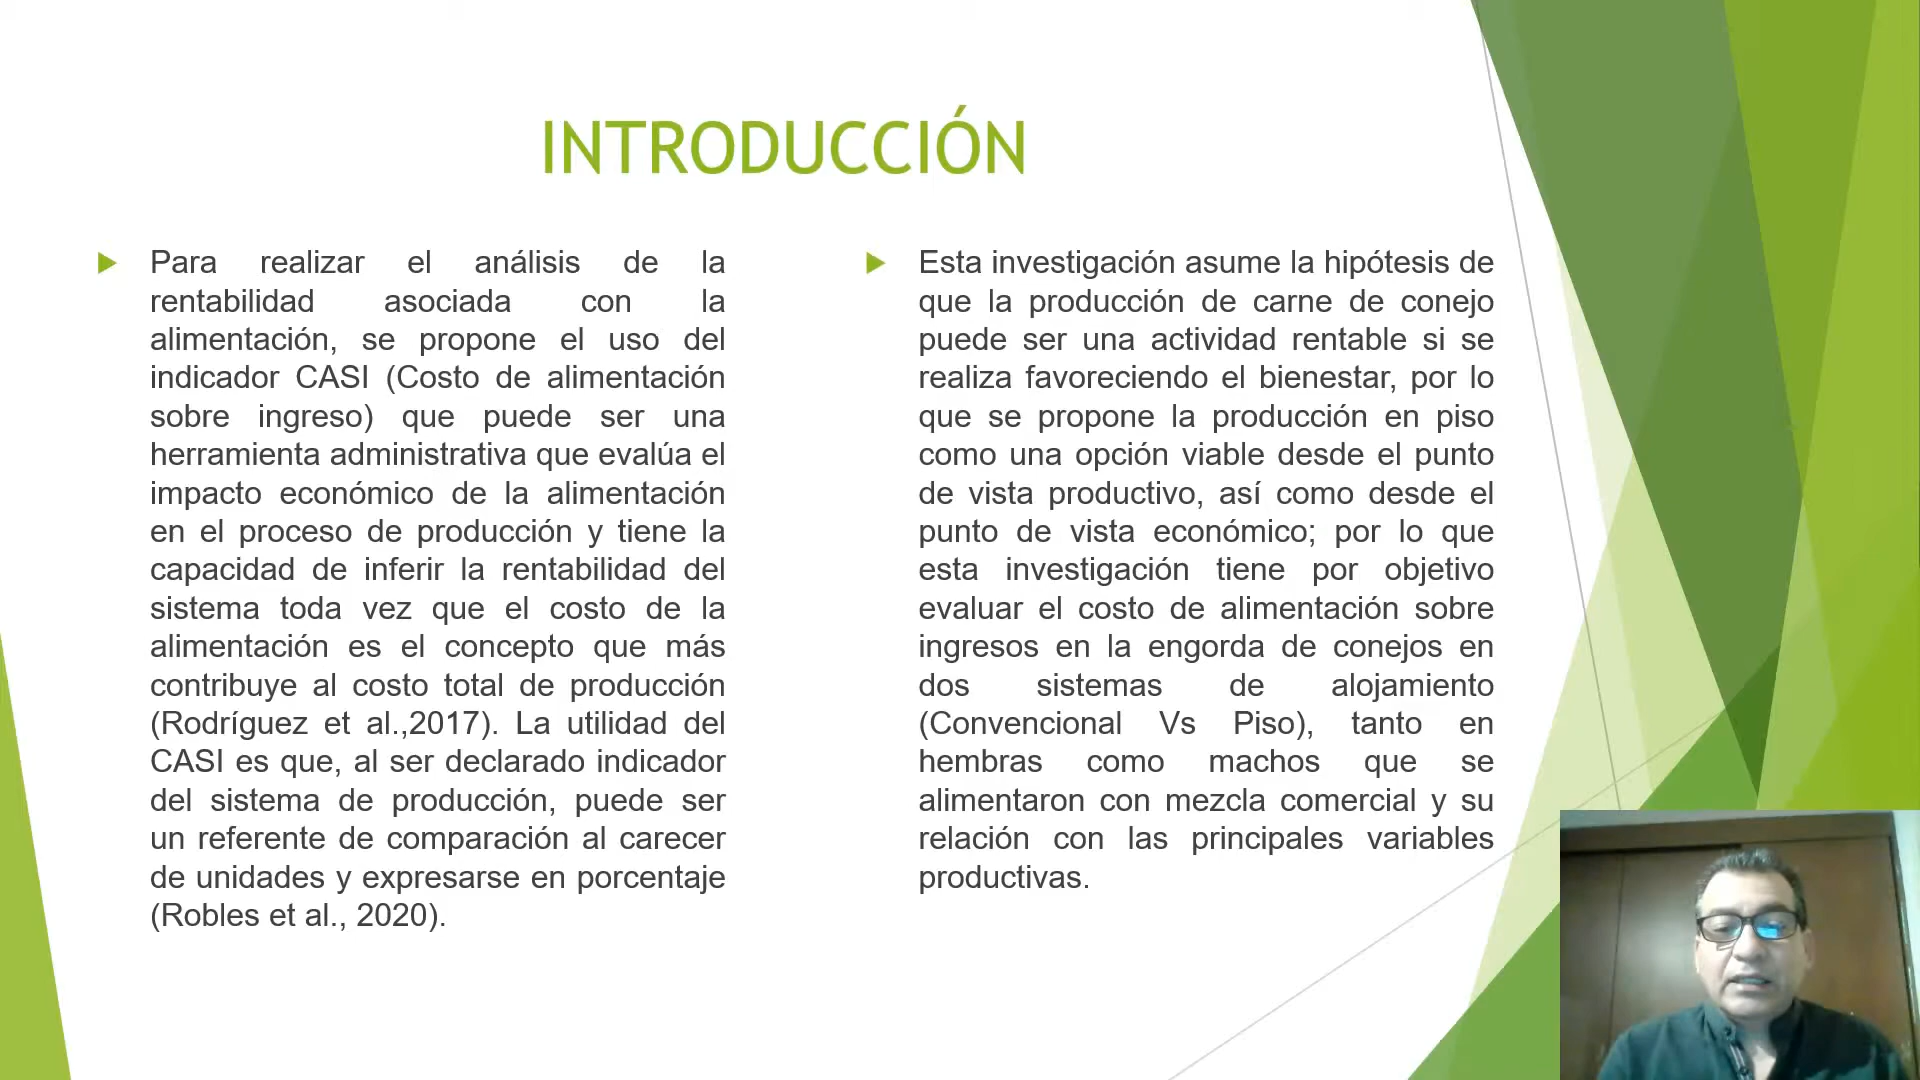 INTRODUCCIÓN
Para realizar el análisis de la
rentabilidad asociada con la
alimentación, se propone el uso del
indicador CASI (Costo de alimentación
sobre ingreso) que puede ser una
herramienta administrativa que evalúa el
impacto económico de la alimentación
en el proceso de producción y tiene la
capacidad de inferir la rentabilidad del
sistema toda vez que el costo de la
alimentación es el concepto que más
contribuye al costo total de producción
(Rodríguez et al.,2017). La utilidad del
CASI es que, al ser declarado indicador
del sistema de producción, puede ser
un referente de comparación al carecer
de unidades y expresarse en porcentaje
(Robles et al., 2020).
Esta investigación asume la hipótesis de
que la producción de carne de conejo
puede ser una actividad rentable si se
realiza favoreciendo el bienestar, por lo
que se propone la producción en piso
como una opción viable desde el punto
de vista productivo, así como desde el
punto de vista económico; por lo que
esta investigación tiene por objetivo
evaluar el costo de alimentación sobre
ingresos en la engorda de conejos en
dos sistemas de alojamiento
(Convencional Vs Piso), tanto en
hembras como machos que se
alimentaron con mezcla comercial y su
relación con las principales variables
productivas.